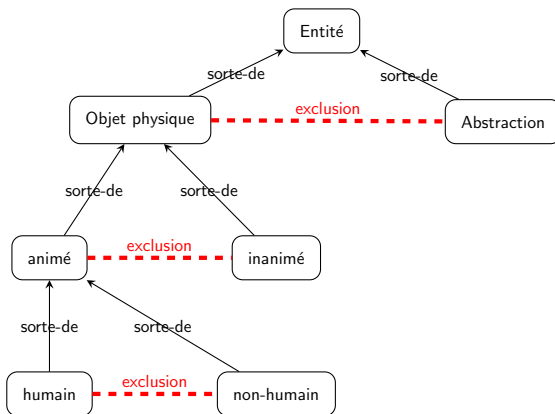 Entité
sorte-de
sorte-de
exclusion
Objet physique
Abstraction
sorte-de
sorte-de
exclusion
animé
inanimé
sorte-de
sorte-de
exclusion
humain
non-humain